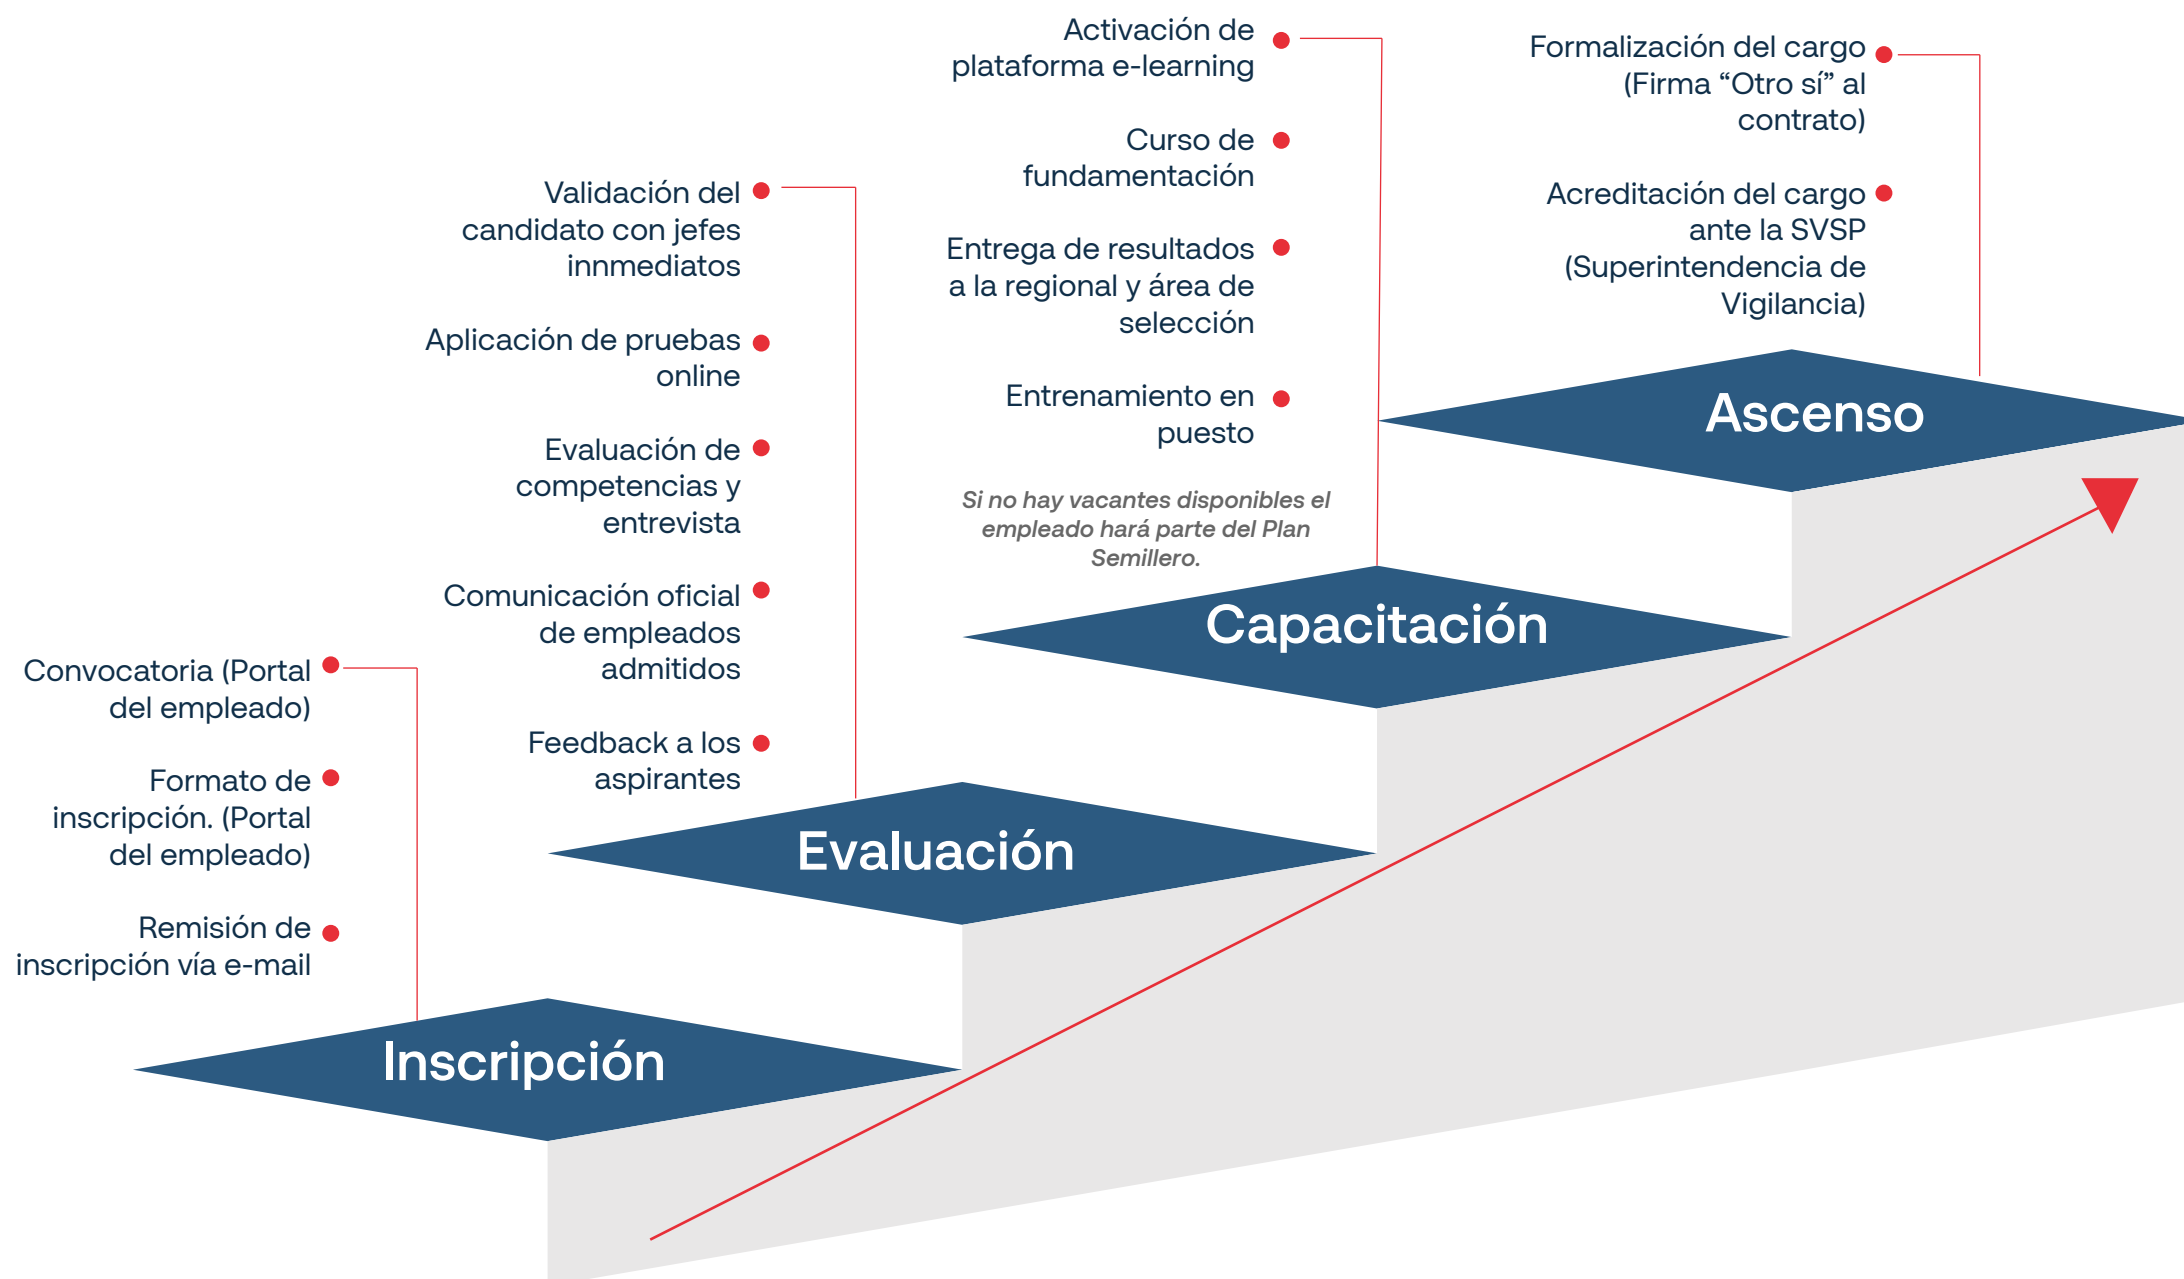 Convocatoria (Portal
del empleado)
Formato de
inscripción. (Portal
del empleado)
Remisión de
inscripción vía e-mail
Inscripción
Validación del
candidato con jefes
innmediatos
Aplicación de pruebas
online
Evaluación de
competencias y
entrevista
Comunicación oficial
de empleados
admitidos
Feedback a los
aspirantes
Evaluación
Activación de
plataforma e-learning
Curso de
fundamentación
Entrega de resultados
a la regional y área de
selección
Entrenamiento en
puesto
Si no hay vacantes disponibles el
empleado hará parte del Plan
Semillero.
Capacitación
Formalización del cargo
(Firma “Otro sí” al
contrato)
Acreditación del cargo
ante la SVSP
(Superintendencia de
Vigilancia)
Ascenso